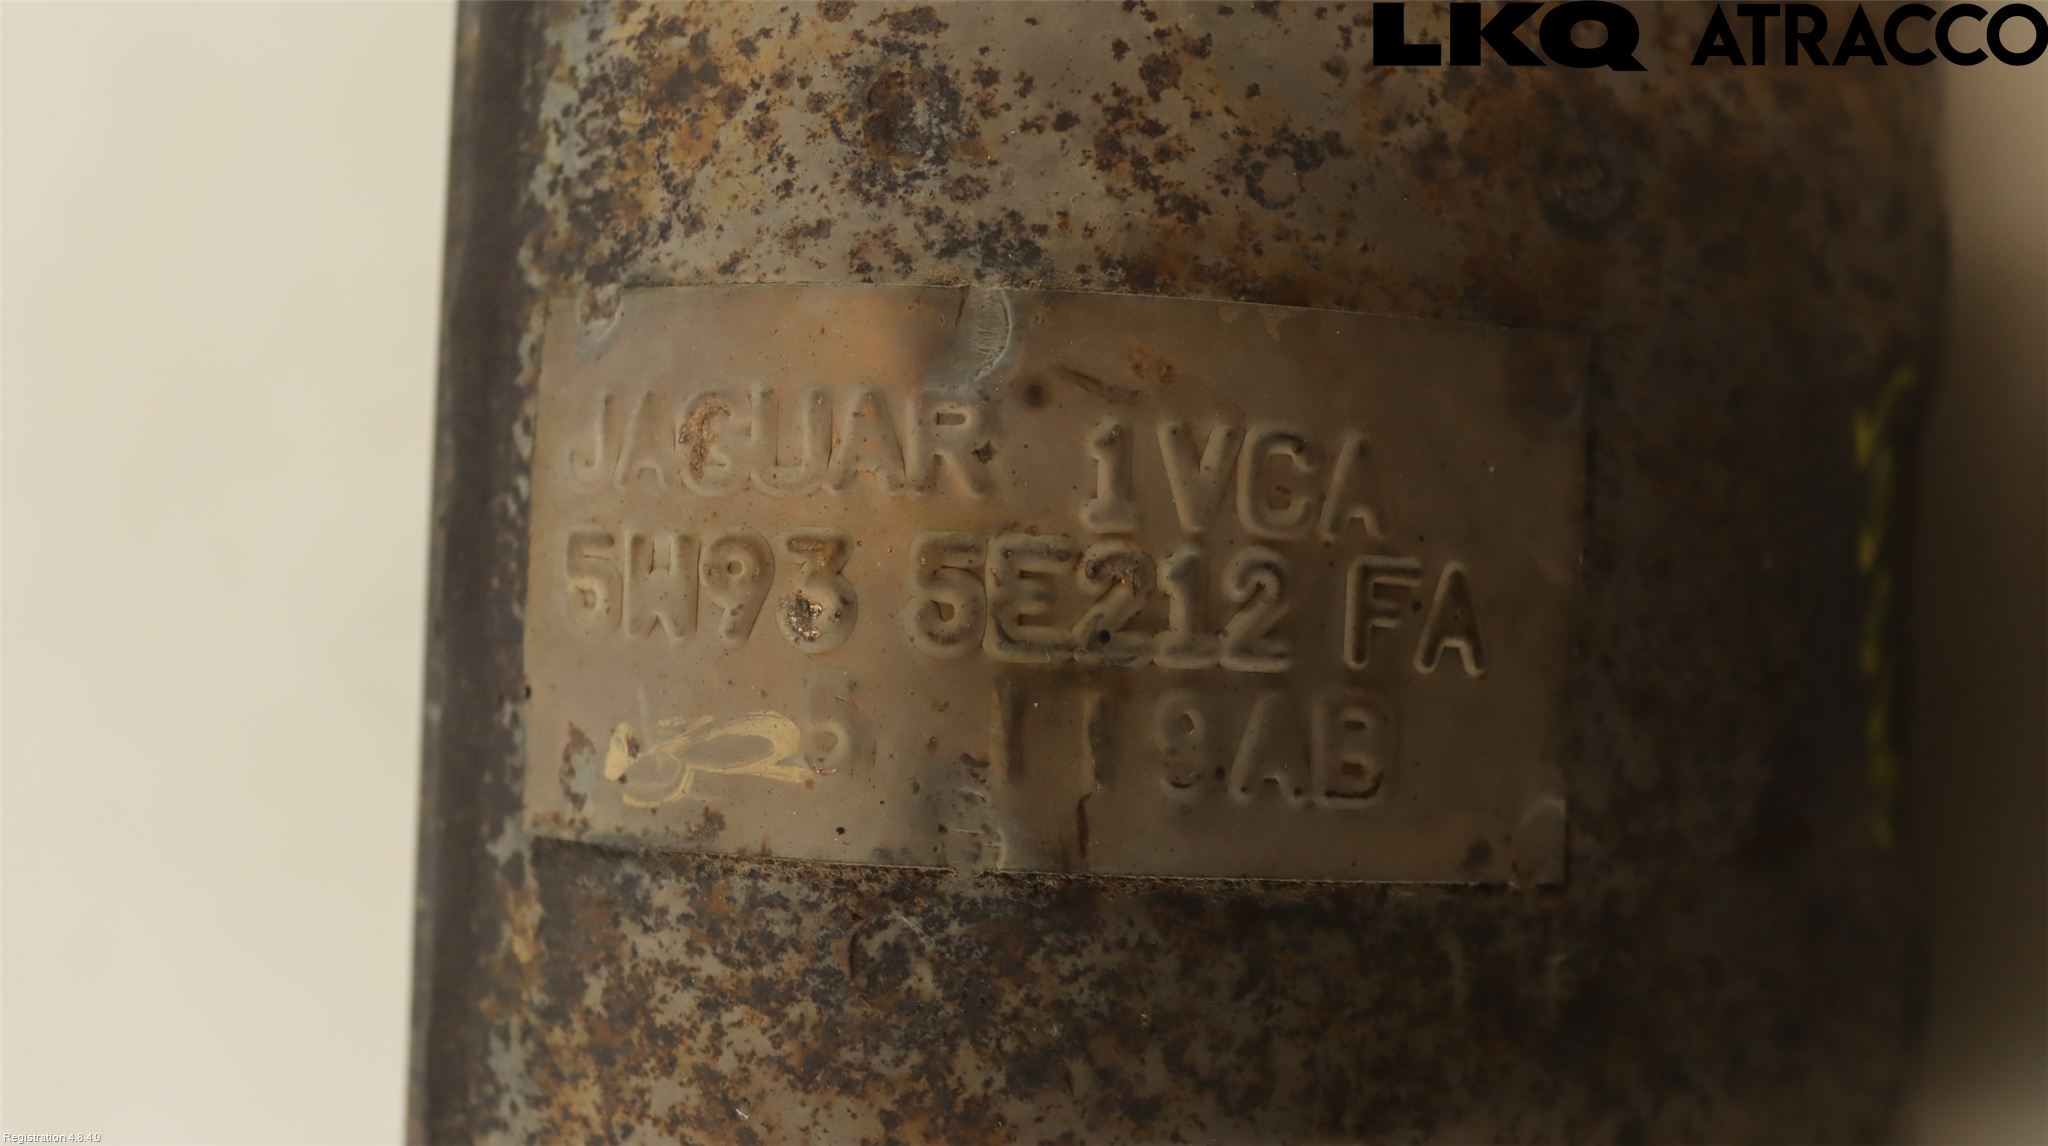 LKQ ATRACCO
JAGUAR 1VCA
5W93 5E212 FA
9AB
Registration 4.8.4.0